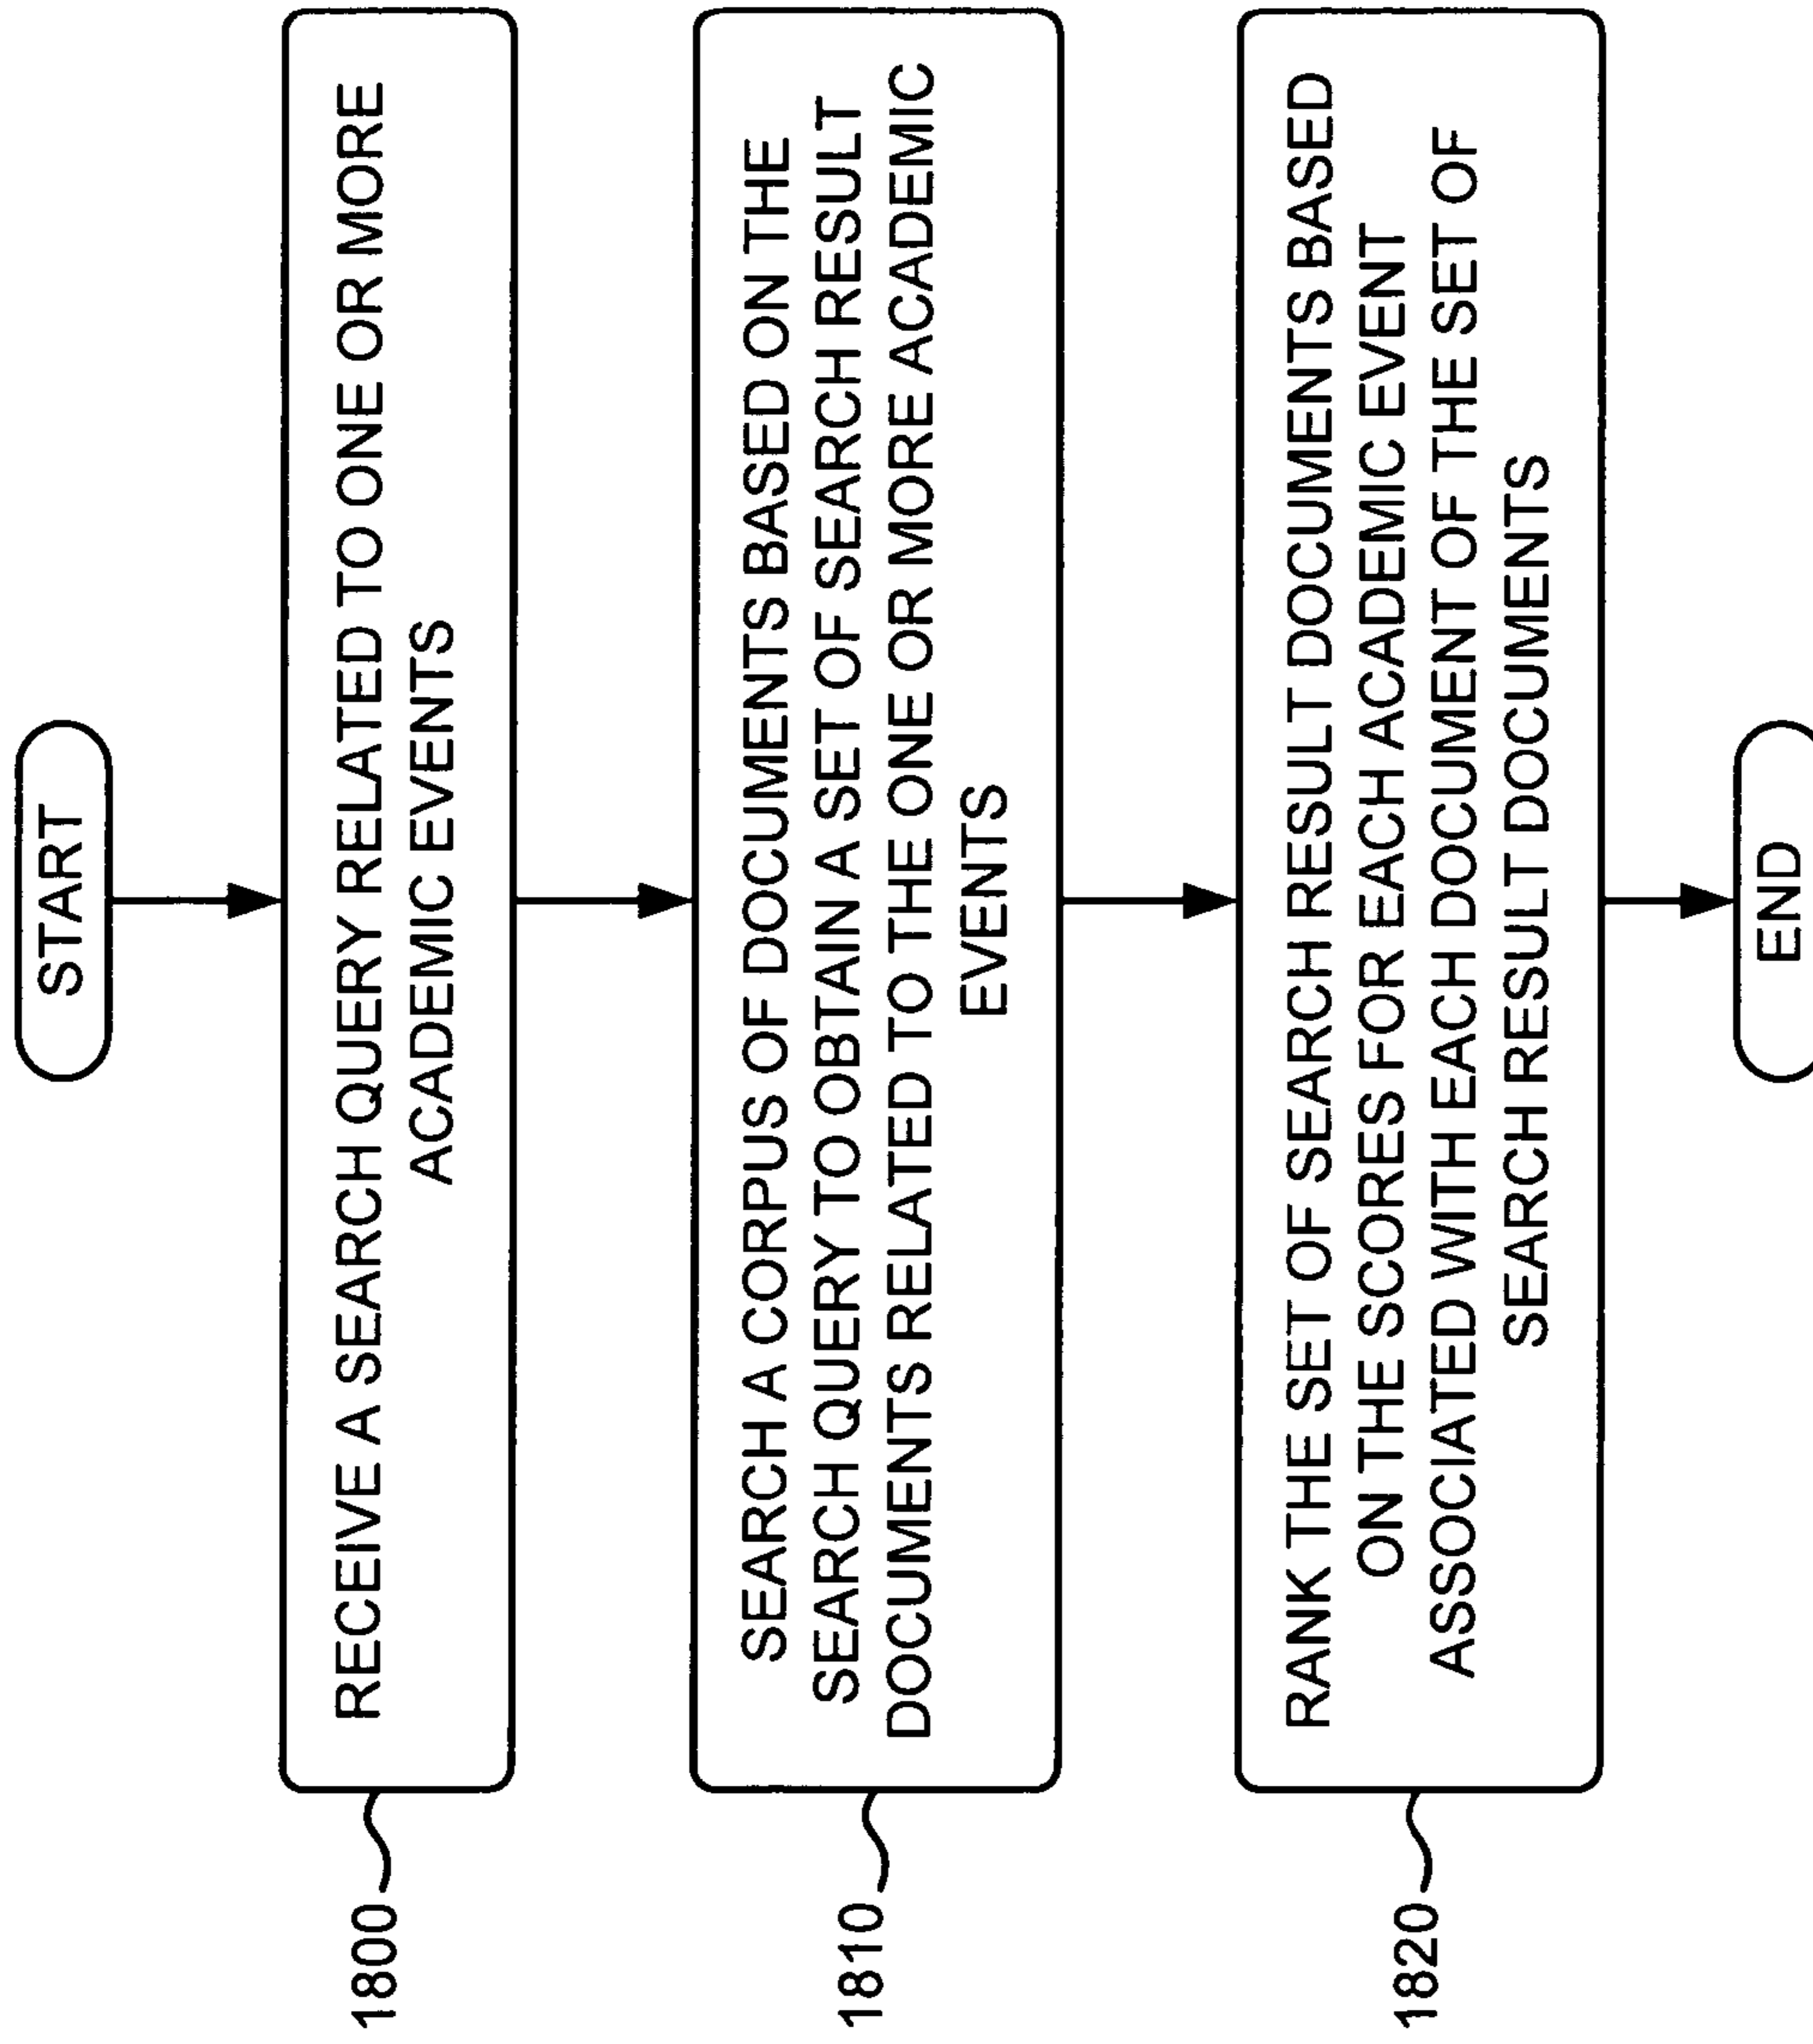 START
1800
RECEIVE A SEARCH QUERY RELATED TO ONE OR MORE
ACADEMIC EVENTS
1810
SEARCH A CORPUS OF DOCUMENTS BASED ON THE
SEARCH QUERY TO OBTAIN A SET OF SEARCH RESULT
DOCUMENTS RELATED TO THE ONE OR MORE ACADEMIC
EVENTS
1820
RANK THE SET OF SEARCH RESULT DOCUMENTS BASED
ON THE SCORES FOR EACH ACADEMIC EVENT
ASSOCIATED WITH EACH DOCUMENT OF THE SET OF
SEARCH RESULT DOCUMENTS
END